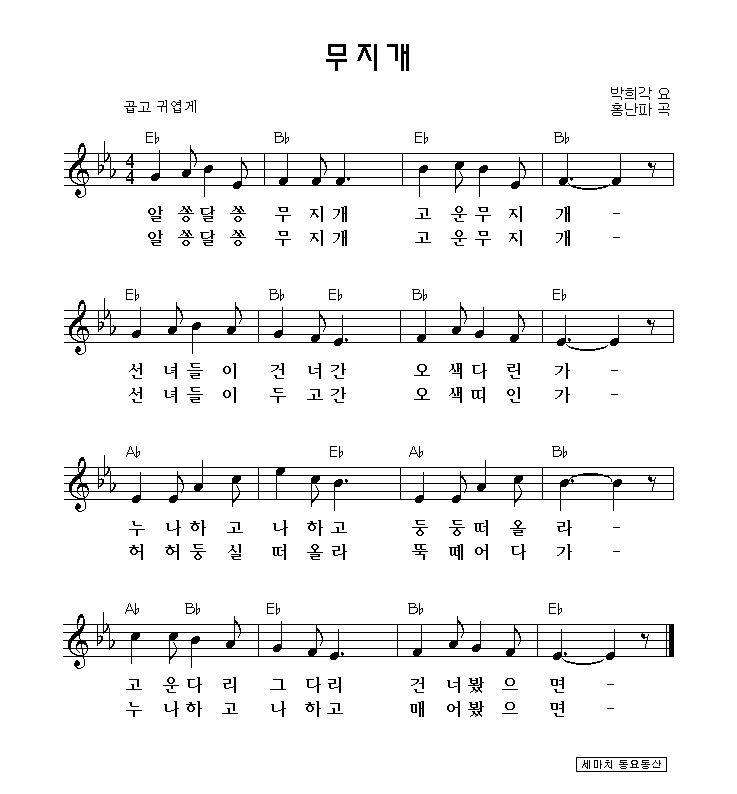 무지개
박희각 요
곱고 귀엽게
홍난파 곡
E♭ B♭ E♭ B♭
4
4
알 쏭 달 쏭 무 지 개 고 운 무 지 개 -
알 쏭 달 쏭 무 지 개 고 운 무 지 개 -
E♭ B♭ E♭ B♭ E♭
선 녀 들 이 건 너 간 오 색 다 린 가 -
선 녀 들 이 두 고 간 오 색 띠 인 가 -
A♭ E♭ A♭ B♭
누 나 하 고 나 하 고 둥 둥 떠 올 라 -
허 허 둥 실 떠 올 라 뚝 떼 어 다 가 -
A♭ B♭ E♭ B♭ E♭
고 운 다 리 그 다 리 건 너 봤 으 면 -
누 나 하 고 나 하 고 매 어 봤 으 면 -
세마치 동요동산